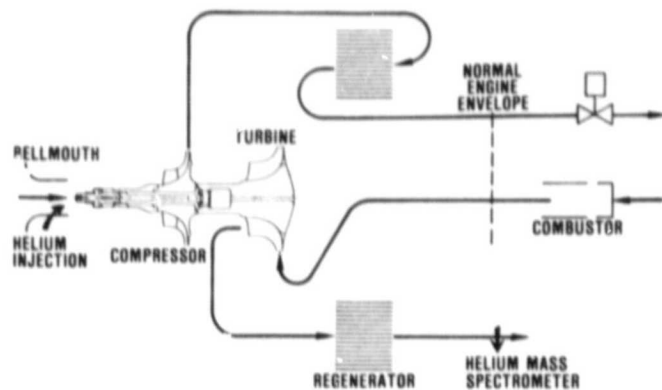 NORMAL
ENGINE
ENVELOPE
TURBINE
BELLMOUTH
HELIUM
INJECTION
COMPRESSOR
COMBUSTOR
REGENERATOR
HELIUM MASS
SPECTROMETER